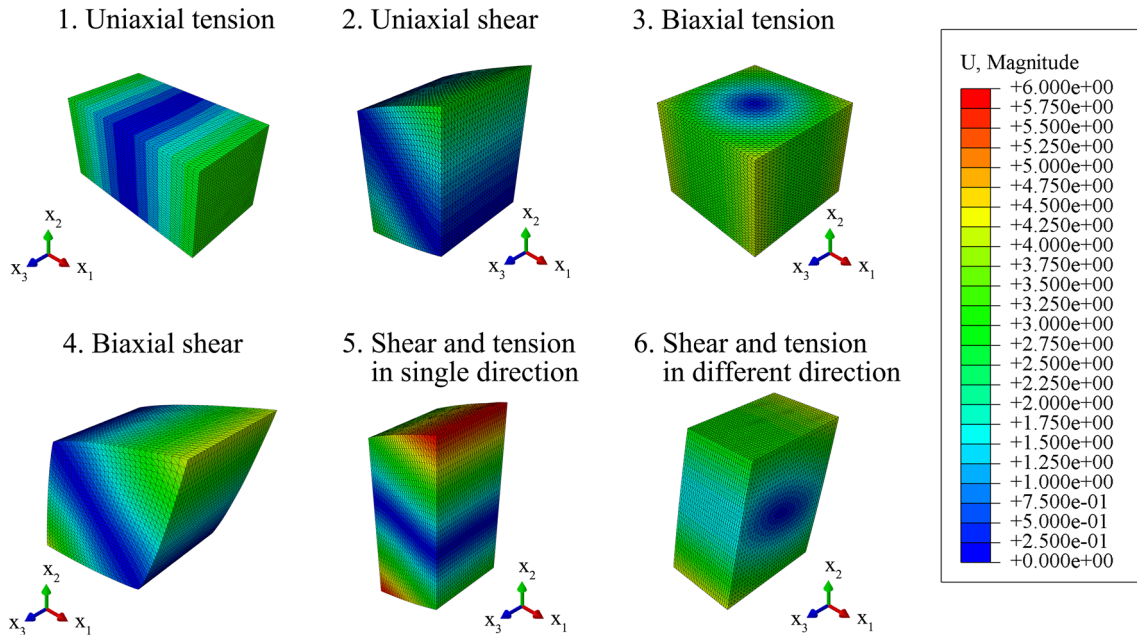 1. Uniaxial tension
2. Uniaxial shear
3. Biaxial tension
x2
x3
x1
x2
x3
x1
x2
x3
x1
4. Biaxial shear
5. Shear and tension
in single direction
6. Shear and tension
in different direction
x2
x3
x1
x2
x3
x1
x2
x3
x1
U, Magnitude
+6.000e+00
+5.750e+00
+5.500e+00
+5.250e+00
+5.000e+00
+4.750e+00
+4.500e+00
+4.250e+00
+4.000e+00
+3.750e+00
+3.500e+00
+3.250e+00
+3.000e+00
+2.750e+00
+2.500e+00
+2.250e+00
+2.000e+00
+1.750e+00
+1.500e+00
+1.250e+00
+1.000e+00
+7.500e-01
+5.000e-01
+2.500e-01
+0.000e+00